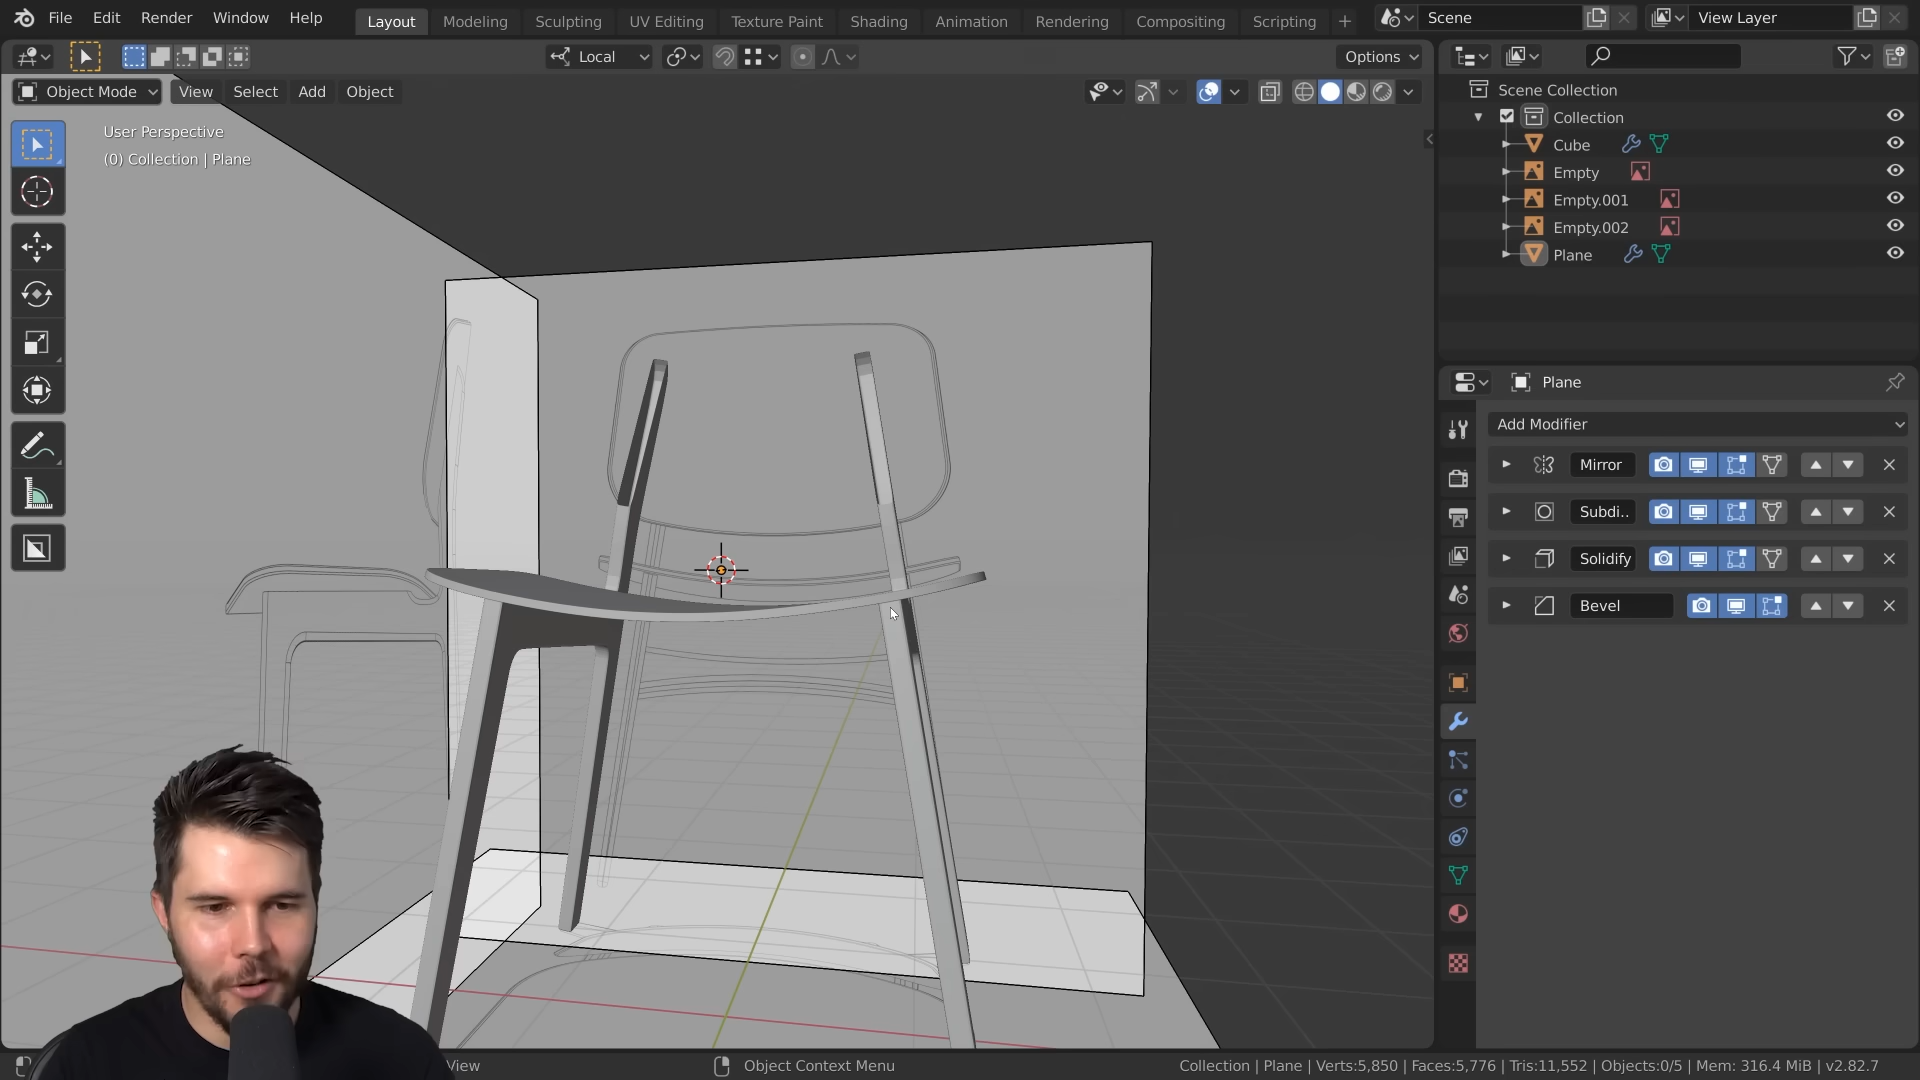 File Edit Render Window Help Layout Modeling Sculpting UV Editing Texture Paint Shading Animation Rendering Compositing Scripting + Scene View Layer
Local Options
Object Mode View Select Add Object
User Perspective
(0) Collection | Plane
Scene Collection
Collection
Cube
Empty
Empty.001
Empty.002
Plane
Plane
Add Modifier
Mirror
Subdi..
Solidify
Bevel
View Object Context Menu Collection | Plane | Verts:5,850 | Faces:5,776 | Tris:11,552 | Objects:0/5 | Mem: 316.4 MiB | v2.82.7